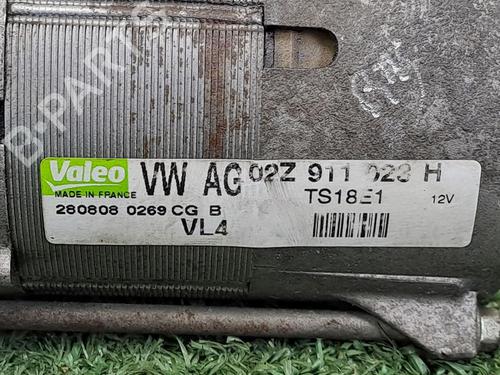 B-PARTS
Valeo
MADE IN FRANCE
VW AG 02Z 911 023 H
TS18E1 12V
280808 0269 CG B
VL4